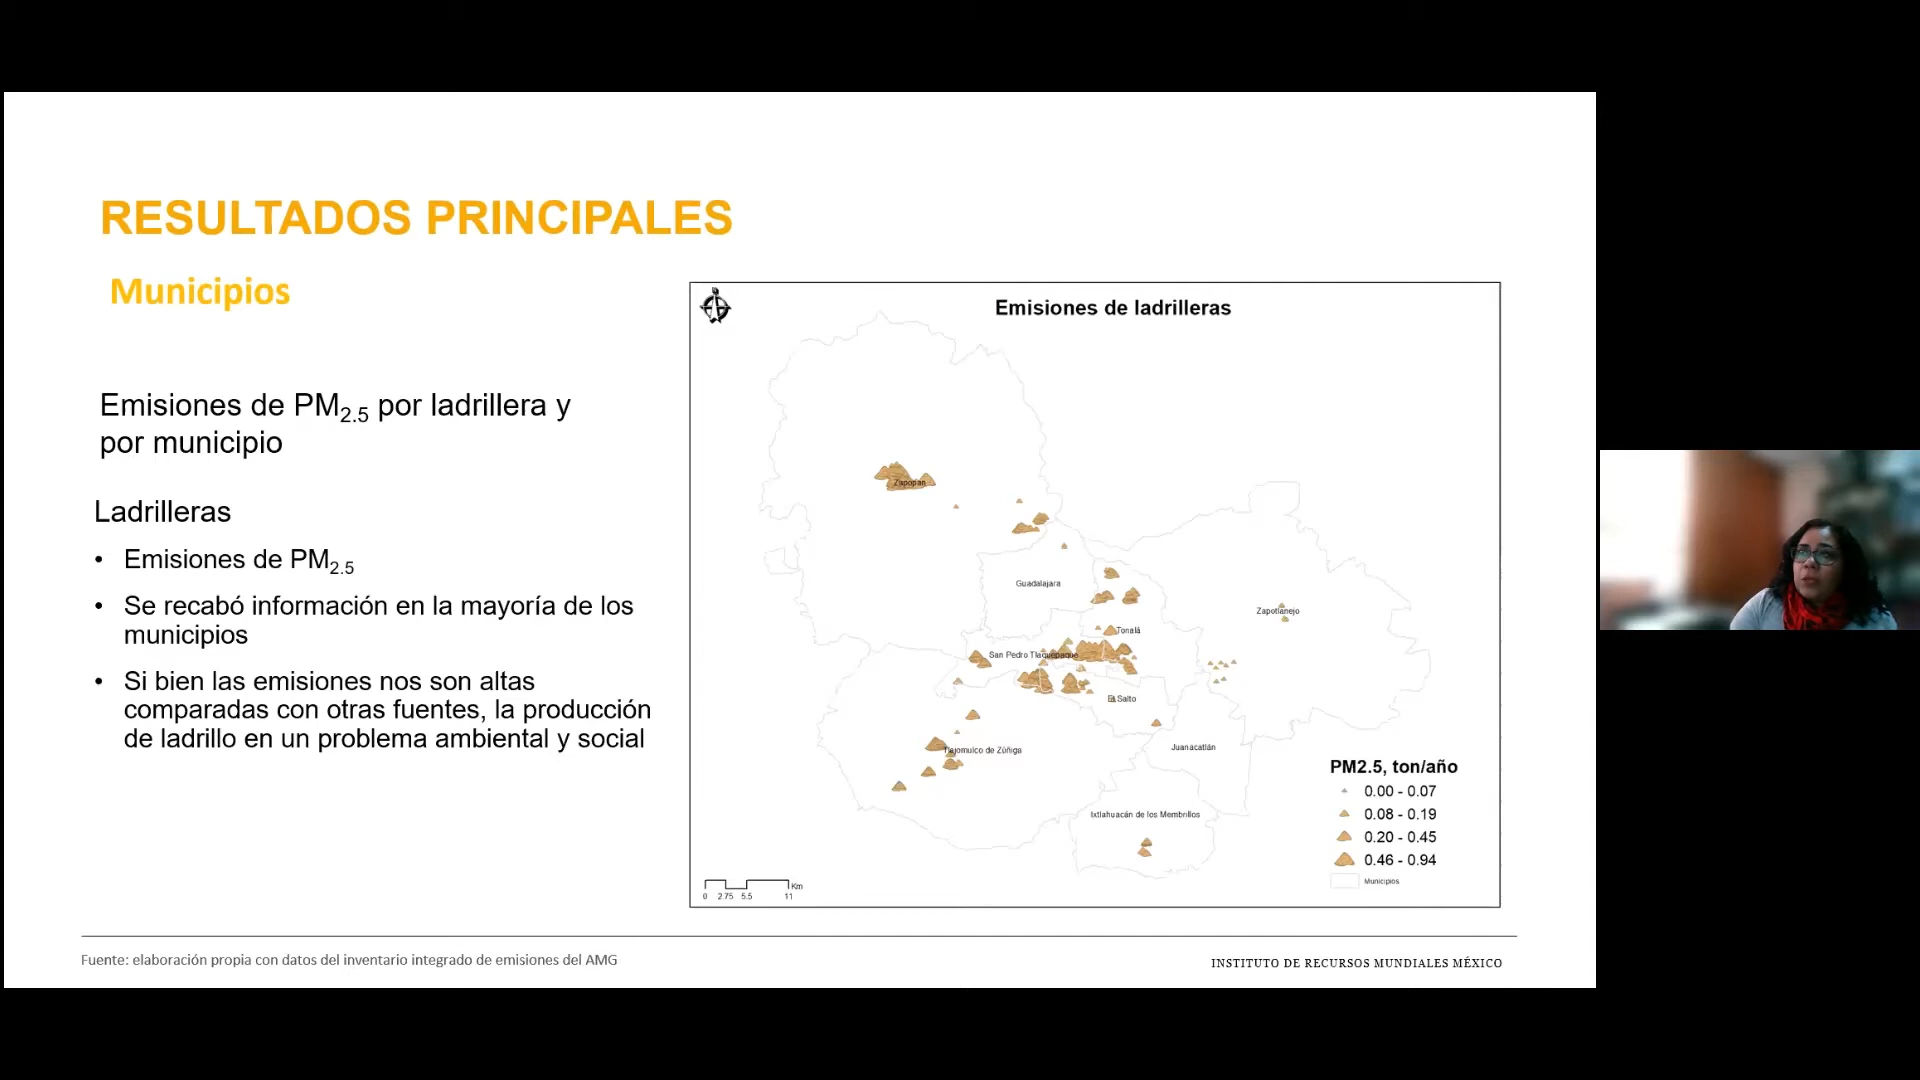 RESULTADOS PRINCIPALES
Municipios
Emisiones de PM2.5 por ladrillera y
por municipio
Ladrilleras
• Emisiones de PM2.5
• Se recabó información en la mayoría de los
municipios
• Si bien las emisiones nos son altas
comparadas con otras fuentes, la producción
de ladrillo en un problema ambiental y social
Emisiones de ladrilleras
Zapopan
Guadalajara
Zapotlanejo
Tonalá
San Pedro Tlaquepaque
El Salto
Juanacatlán
Tlajomulco de Zúñiga
Ixtlahuacán de los Membrillos
PM2.5, ton/año
0.00 - 0.07
0.08 - 0.19
0.20 - 0.45
0.46 - 0.94
Municipios
Km
0 2.75 5.5 11
Fuente: elaboración propia con datos del inventario integrado de emisiones del AMG
INSTITUTO DE RECURSOS MUNDIALES MÉXICO